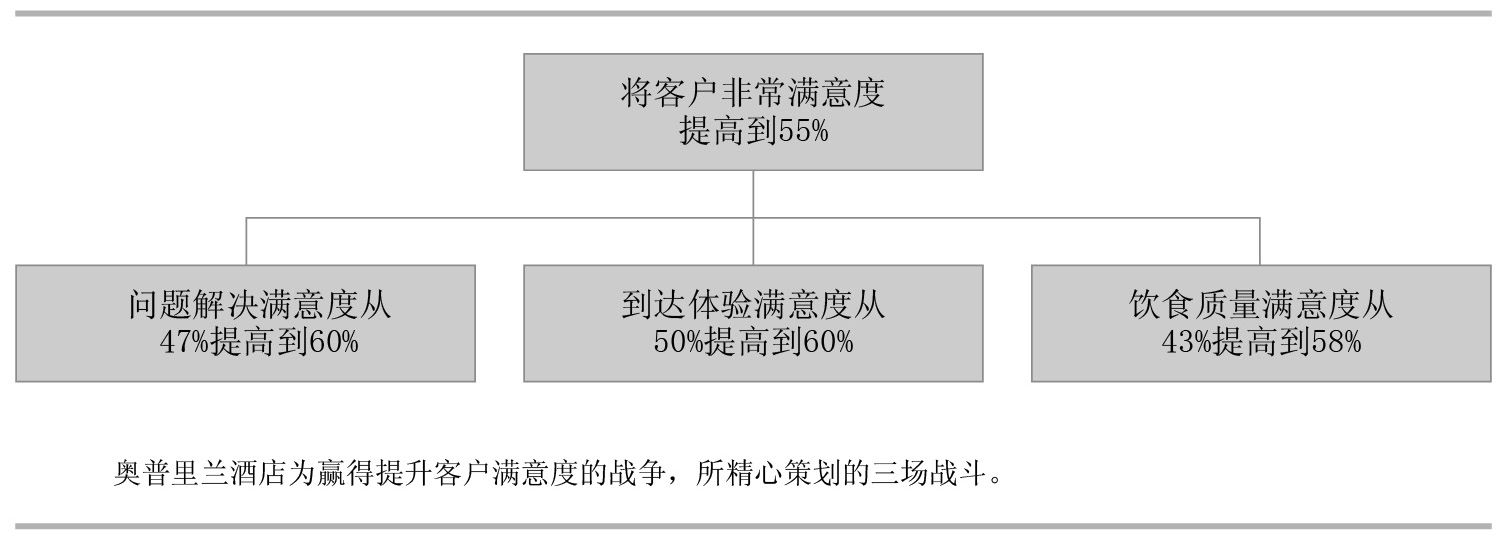 将客户非常满意度
提高到55%
问题解决满意度从
47%提高到60%
到达体验满意度从
50%提高到60%
饮食质量满意度从
43%提高到58%
奥普里兰酒店为赢得提升客户满意度的战争，所精心策划的三场战斗。